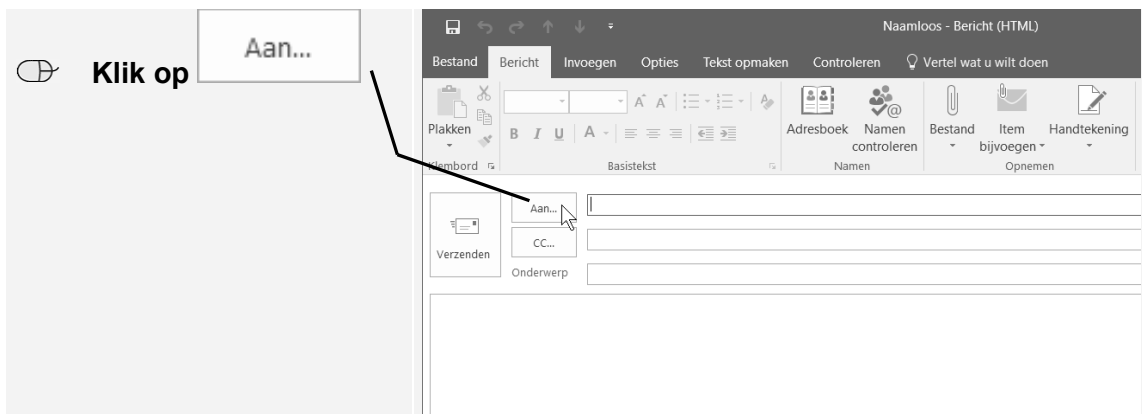 Klik op Aan...
Naamloos - Bericht (HTML)
Bestand Bericht Invoegen Opties Tekst opmaken Controleren Vertel wat u wilt doen
Plakken
B I U A
Adresboek Namen controleren
Bestand Item bijvoegen Handtekening
Klembord Basistekst Namen Opnemen
Aan...
CC...
Verzenden
Onderwerp